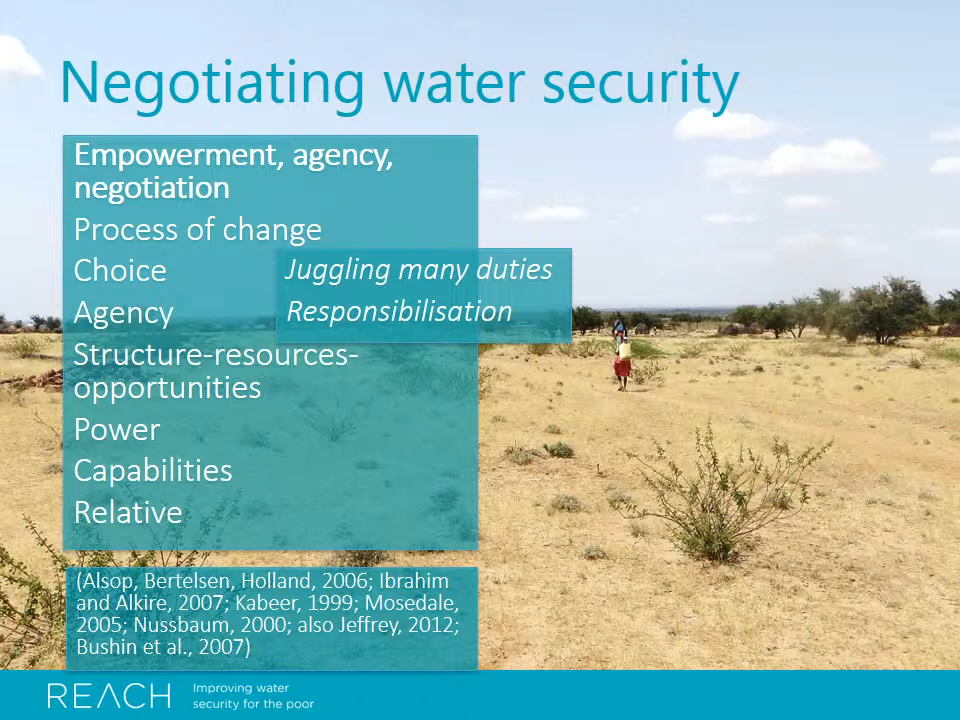 Negotiating water security
Empowerment, agency,
negotiation
Process of change
Choice
Agency
Juggling many duties
Responsibilisation
Structure-resources-
opportunities
Power
Capabilities
Relative
(Alsop, Bertelsen, Holland, 2006; Ibrahim
and Alkire, 2007; Kabeer, 1999; Mosedale,
2005; Nussbaum, 2000; also Jeffrey, 2012;
Bushin et al., 2007)
REACH
Improving water
security for the poor